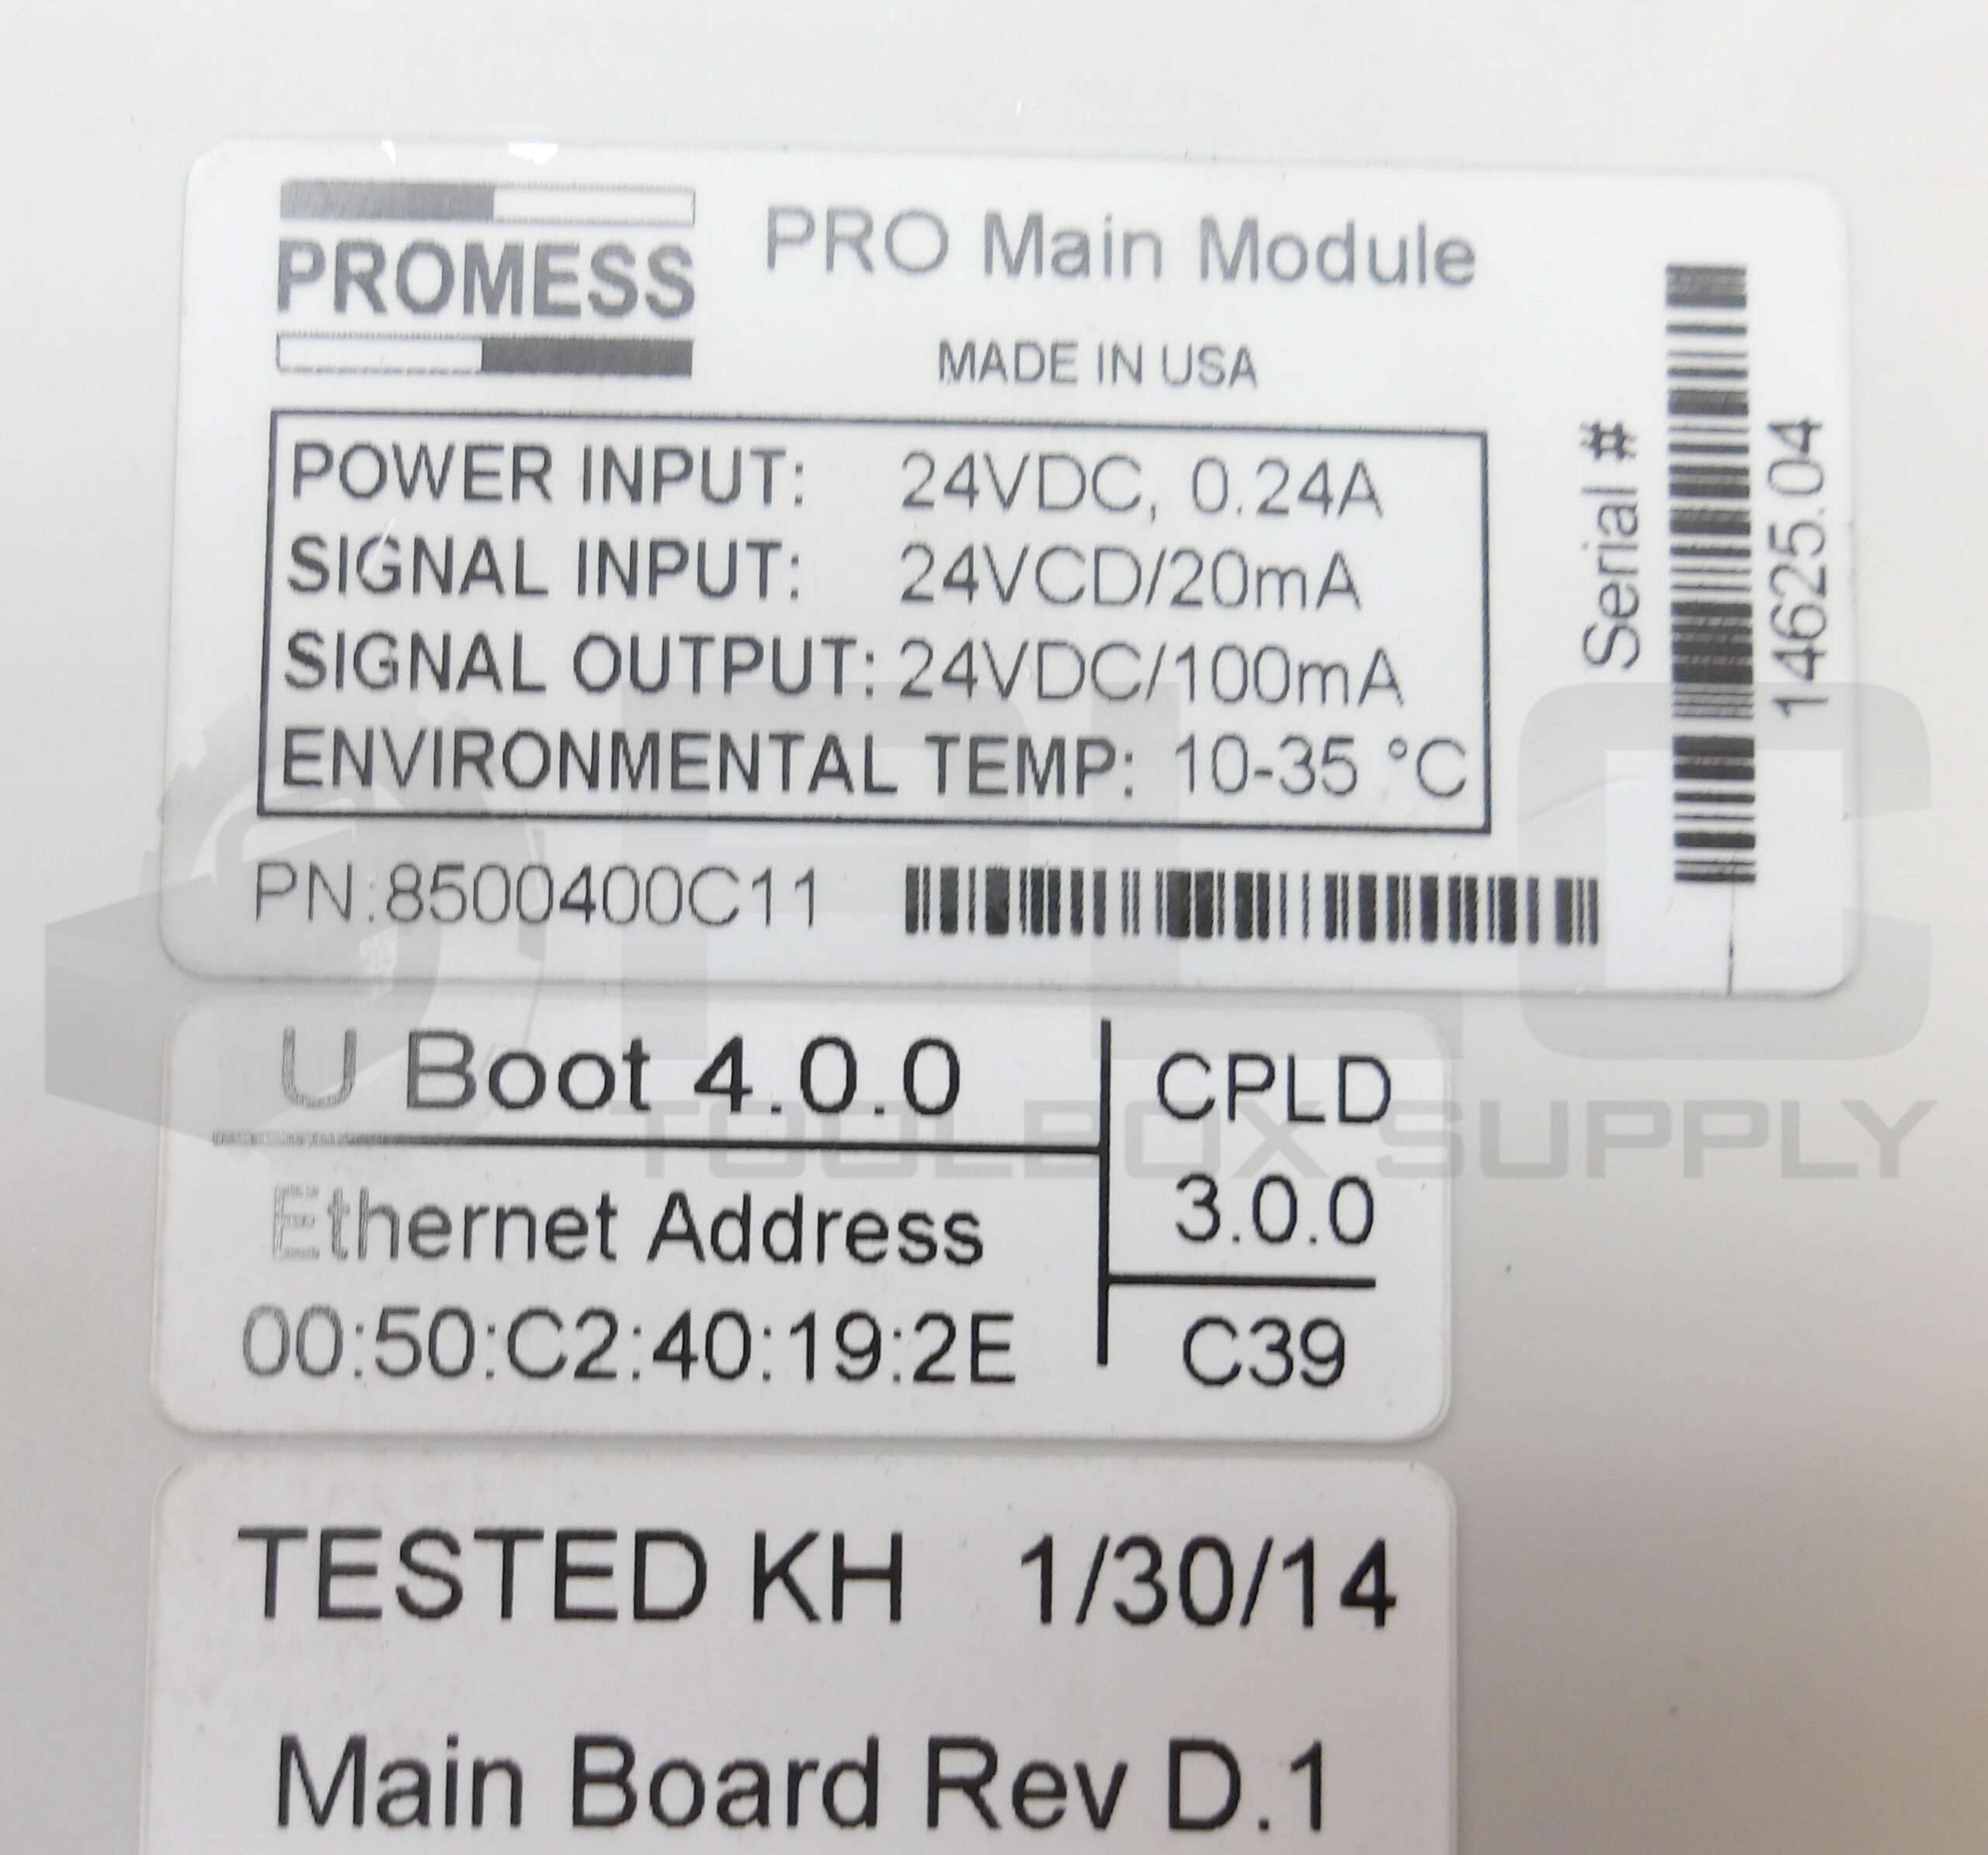 PROMESS
PRO Main Module
MADE IN USA
POWER INPUT: 24VDC, 0.24A
SIGNAL INPUT: 24VCD/20mA
SIGNAL OUTPUT: 24VDC/100mA
ENVIRONMENTAL TEMP: 10-35 °C
PN:8500400C11
Serial #
14625.04
PLC
TOOLBOX SUPPLY
U Boot 4.0.0
Ethernet Address
00:50:C2:40:19:2E
CPLD
3.0.0
C39
TESTED KH 1/30/14
Main Board Rev D.1